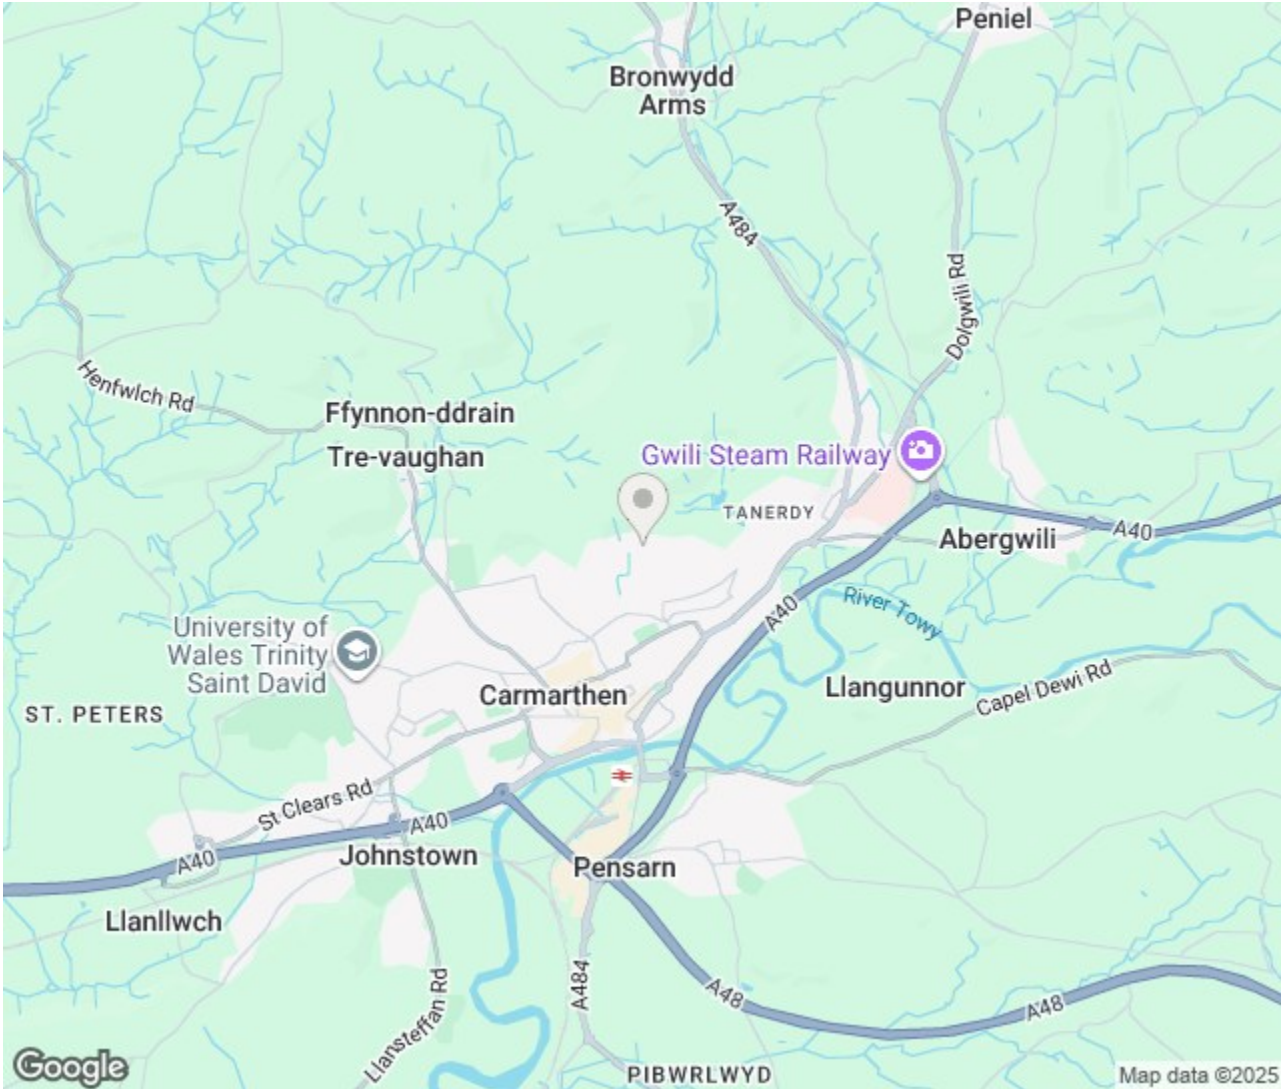 Peniel
Bronwydd
Arms
A484
Dolgwili Rd
Henfwlch Rd
Ffynnon-ddrain
Tre-vaughan
Gwili Steam Railway
TANERDY
Abergwili
A40
A40
River Towy
University of
Wales Trinity
Saint David
Carmarthen
Llangunnor
Capel Dewi Rd
ST. PETERS
St Clears Rd
A40
A40
Johnstown
Pensarn
Llanllwch
Llansteffan Rd
A484
A48
A48
Google
PIBWRLWYD
Map data ©2025